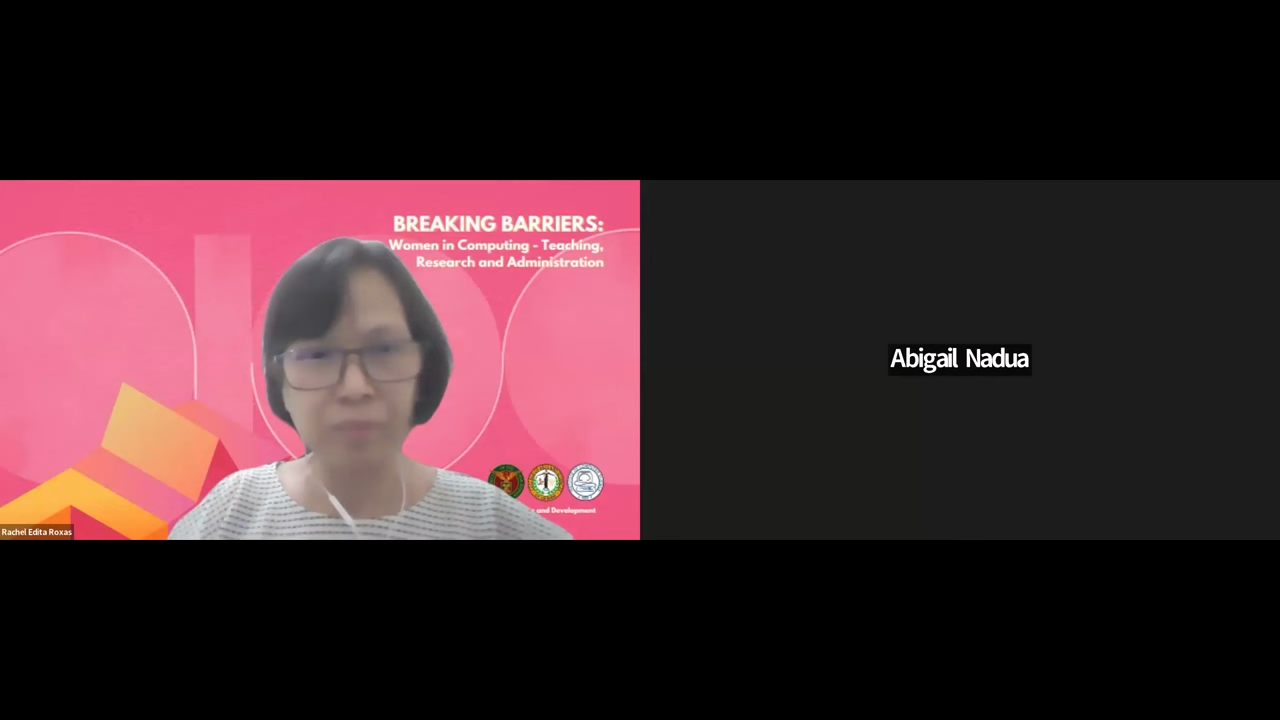 BREAKING BARRIERS:
Women in Computing - Teaching,
Research and Administration
and Development
Rachel Edita Roxas
Abigail Nadua